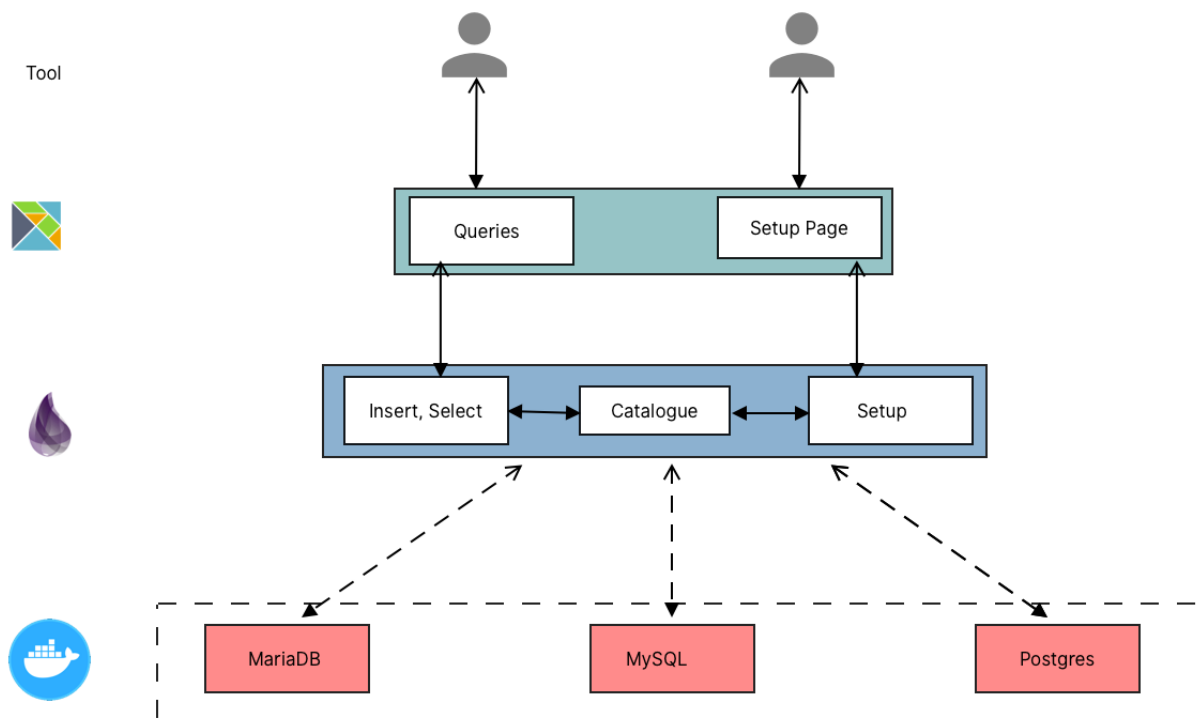 Tool
Queries
Setup Page
Insert, Select
Catalogue
Setup
MariaDB
MySQL
Postgres